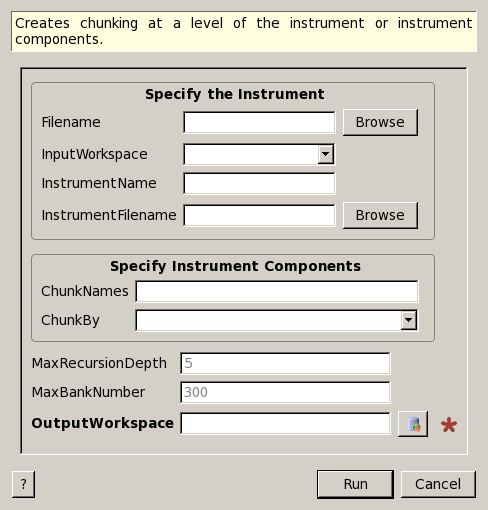 Creates chunking at a level of the instrument or instrument
components.
Specify the Instrument
Filename
Browse
InputWorkspace
InstrumentName
InstrumentFilename
Browse
Specify Instrument Components
ChunkNames
ChunkBy
MaxRecursionDepth
5
MaxBankNumber
300
OutputWorkspace
?
Run
Cancel